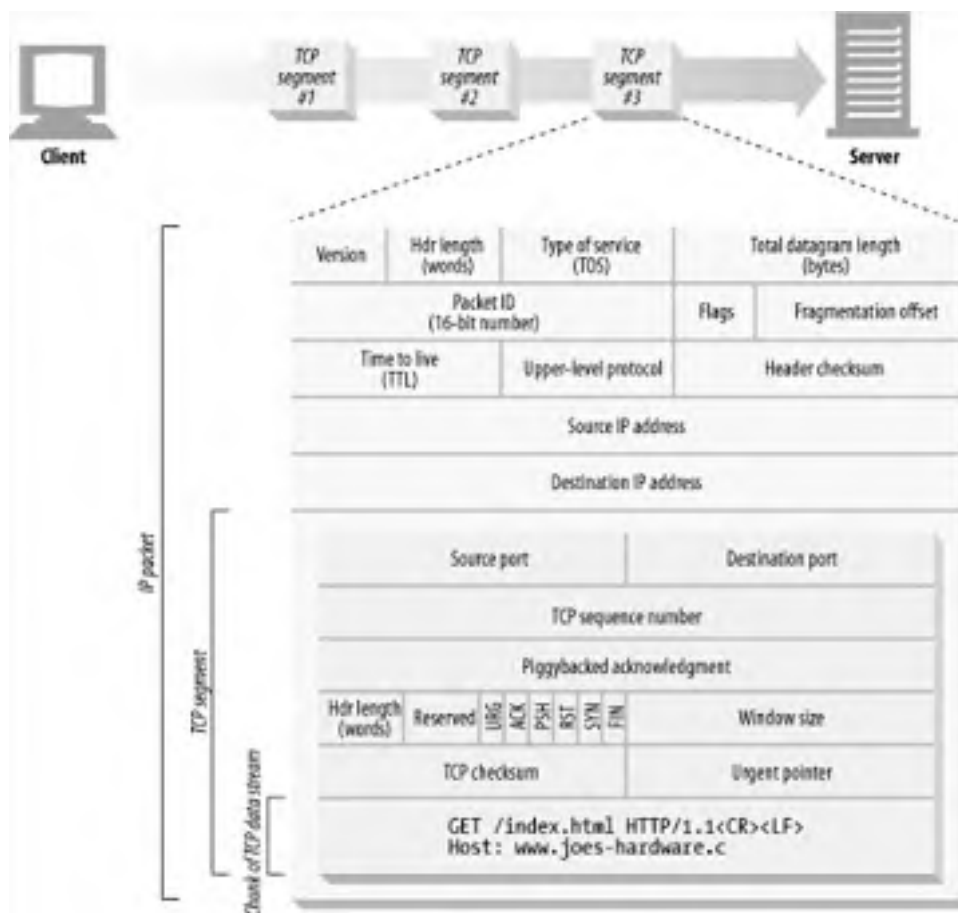 TCP
segment
#1
TCP
segment
#2
TCP
segment
#3
Client
Server
Version
Hdr length
(words)
Type of service
(TOS)
Total datagram length
(bytes)
Packet ID
(16-bit number)
Flags
Fragmentation offset
Time to live
(TTL)
Upper-level protocol
Header checksum
Source IP address
Destination IP address
Source port
Destination port
TCP sequence number
Piggybacked acknowledgment
Hdr length
(words)
Reserved
URG
ACK
PSH
RST
SYN
FIN
Window size
TCP checksum
Urgent pointer
GET /index.html HTTP/1.1<CR><LF>
Host: www.joes-hardware.c
IP packet
TCP segment
Chunk of TCP data stream